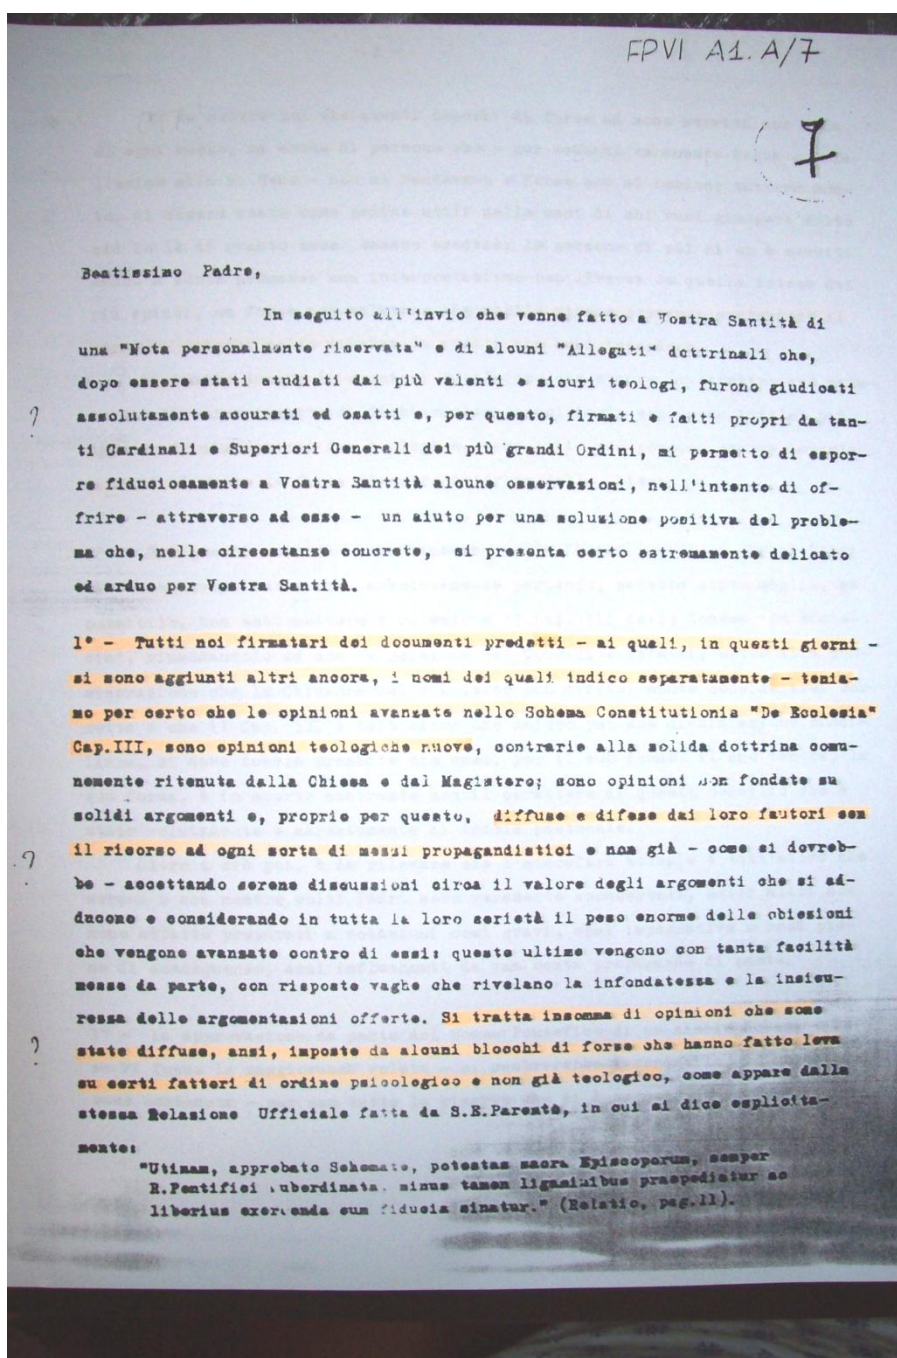 FPVI A1. A/7
7
Beatissimo Padre,
In seguito all'invio che venne fatto a Vostra Santità di
una "Nota personalmente riservata" e di alcuni "Allegati" dottrinali che,
dopo essere stati studiati dai più valenti e sicuri teologi, furono giudicati
? assolutamente accurati ed esatti e, per questo, firmati e fatti propri da tan-
ti Cardinali e Superiori Generali dei più grandi Ordini, mi permetto di espor-
re fiduciosamente a Vostra Santità alcune osservazioni, nell'intento di of-
frire - attraverso ad esse - un aiuto per una soluzione positiva del proble-
ma che, nelle circostanze concrete, si presenta certo estremamente delicato
ed arduo per Vostra Santità.
1° - Tutti noi firmatari dei documenti predetti - ai quali, in questi giorni -
si sono aggiunti altri ancora, i nomi dei quali indico separatamente - tenia-
mo per certo che le opinioni avanzate nello Schema Constitutionis "De Ecclesia"
Cap.III, sono opinioni teologiche nuove, contrarie alla solida dottrina comu-
nemente ritenuta dalla Chiesa e dal Magistero; sono opinioni non fondate su
solidi argomenti e, proprio per questo, diffuse e difese dai loro fautori con
? il ricorso ad ogni sorta di mezzi propagandistici e non già - come si dovreb-
be - accettando serene discussioni circa il valore degli argomenti che si ad-
ducono e considerando in tutta la loro serietà il peso enorme delle obiezioni
che vengono avanzate contro di essi: queste ultime vengono con tanta facilità
messe da parte, con risposte vaghe che rivelano la infondatezza e la insicu-
rezza delle argomentazioni offerte. Si tratta insomma di opinioni che sono
? state diffuse, anzi, imposte da alcuni blocchi di forze che hanno fatto leva
su certi fattori di ordine psicologico e non già teologico, come appare dalla
stessa Relazione Ufficiale fatta da S.E.Parente, in cui si dice esplicita-
mente:
"Utinam, approbato Schemate, potestas sacra Episcoporum, semper
R.Pontifici subordinata, minus tamen ligaminibus praepediatur ac
liberius exercenda cum fiducia sinatur." (Relatio, pag.11).